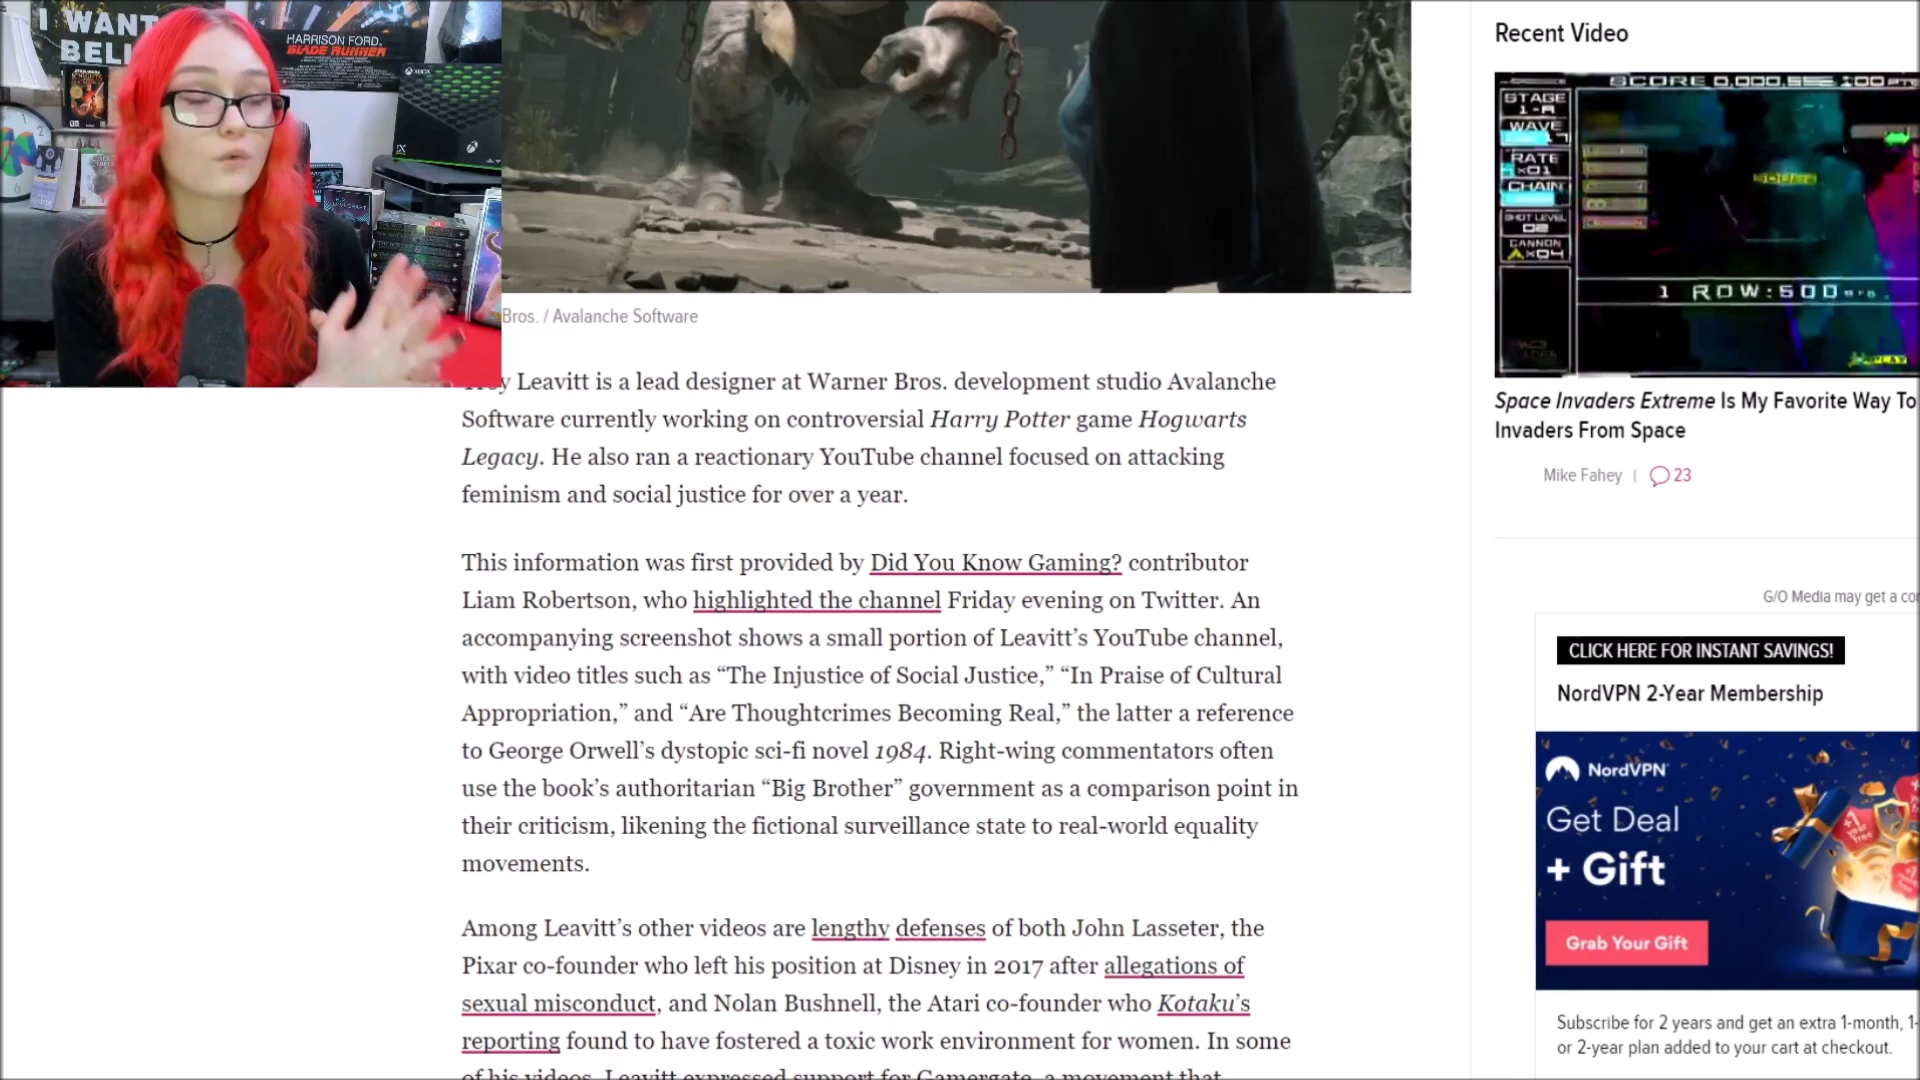 I WANT
BELI
HARRISON FORD
BLADE RUNNER
XBOX
Bros. / Avalanche Software
Leavitt is a lead designer at Warner Bros. development studio Avalanche
Software currently working on controversial Harry Potter game Hogwarts
Legacy. He also ran a reactionary YouTube channel focused on attacking
feminism and social justice for over a year.
This information was first provided by Did You Know Gaming? contributor
Liam Robertson, who highlighted the channel Friday evening on Twitter. An
accompanying screenshot shows a small portion of Leavitt’s YouTube channel,
with video titles such as “The Injustice of Social Justice,” “In Praise of Cultural
Appropriation,” and “Are Thoughtcrimes Becoming Real,” the latter a reference
to George Orwell’s dystopic sci-fi novel 1984. Right-wing commentators often
use the book’s authoritarian “Big Brother” government as a comparison point in
their criticism, likening the fictional surveillance state to real-world equality
movements.
Among Leavitt’s other videos are lengthy defenses of both John Lasseter, the
Pixar co-founder who left his position at Disney in 2017 after allegations of
sexual misconduct, and Nolan Bushnell, the Atari co-founder who Kotaku’s
reporting found to have fostered a toxic work environment for women. In some
of his videos, Leavitt expressed support for Gamergate, a movement that
Recent Video
SCORE 0,000,555 100PTS
STAGE
1-A
WAVE
RATE
x01
CHAIN
SHOT LEVEL
02
CANNON
x04
SQUARE
1 ROW:500
PLAY
Space Invaders Extreme Is My Favorite Way To
Invaders From Space
Mike Fahey | 23
G/O Media may get a co
CLICK HERE FOR INSTANT SAVINGS!
NordVPN 2-Year Membership
NordVPN
Get Deal
+ Gift
+1
year
free
Grab Your Gift
Subscribe for 2 years and get an extra 1-month, 1-
or 2-year plan added to your cart at checkout.